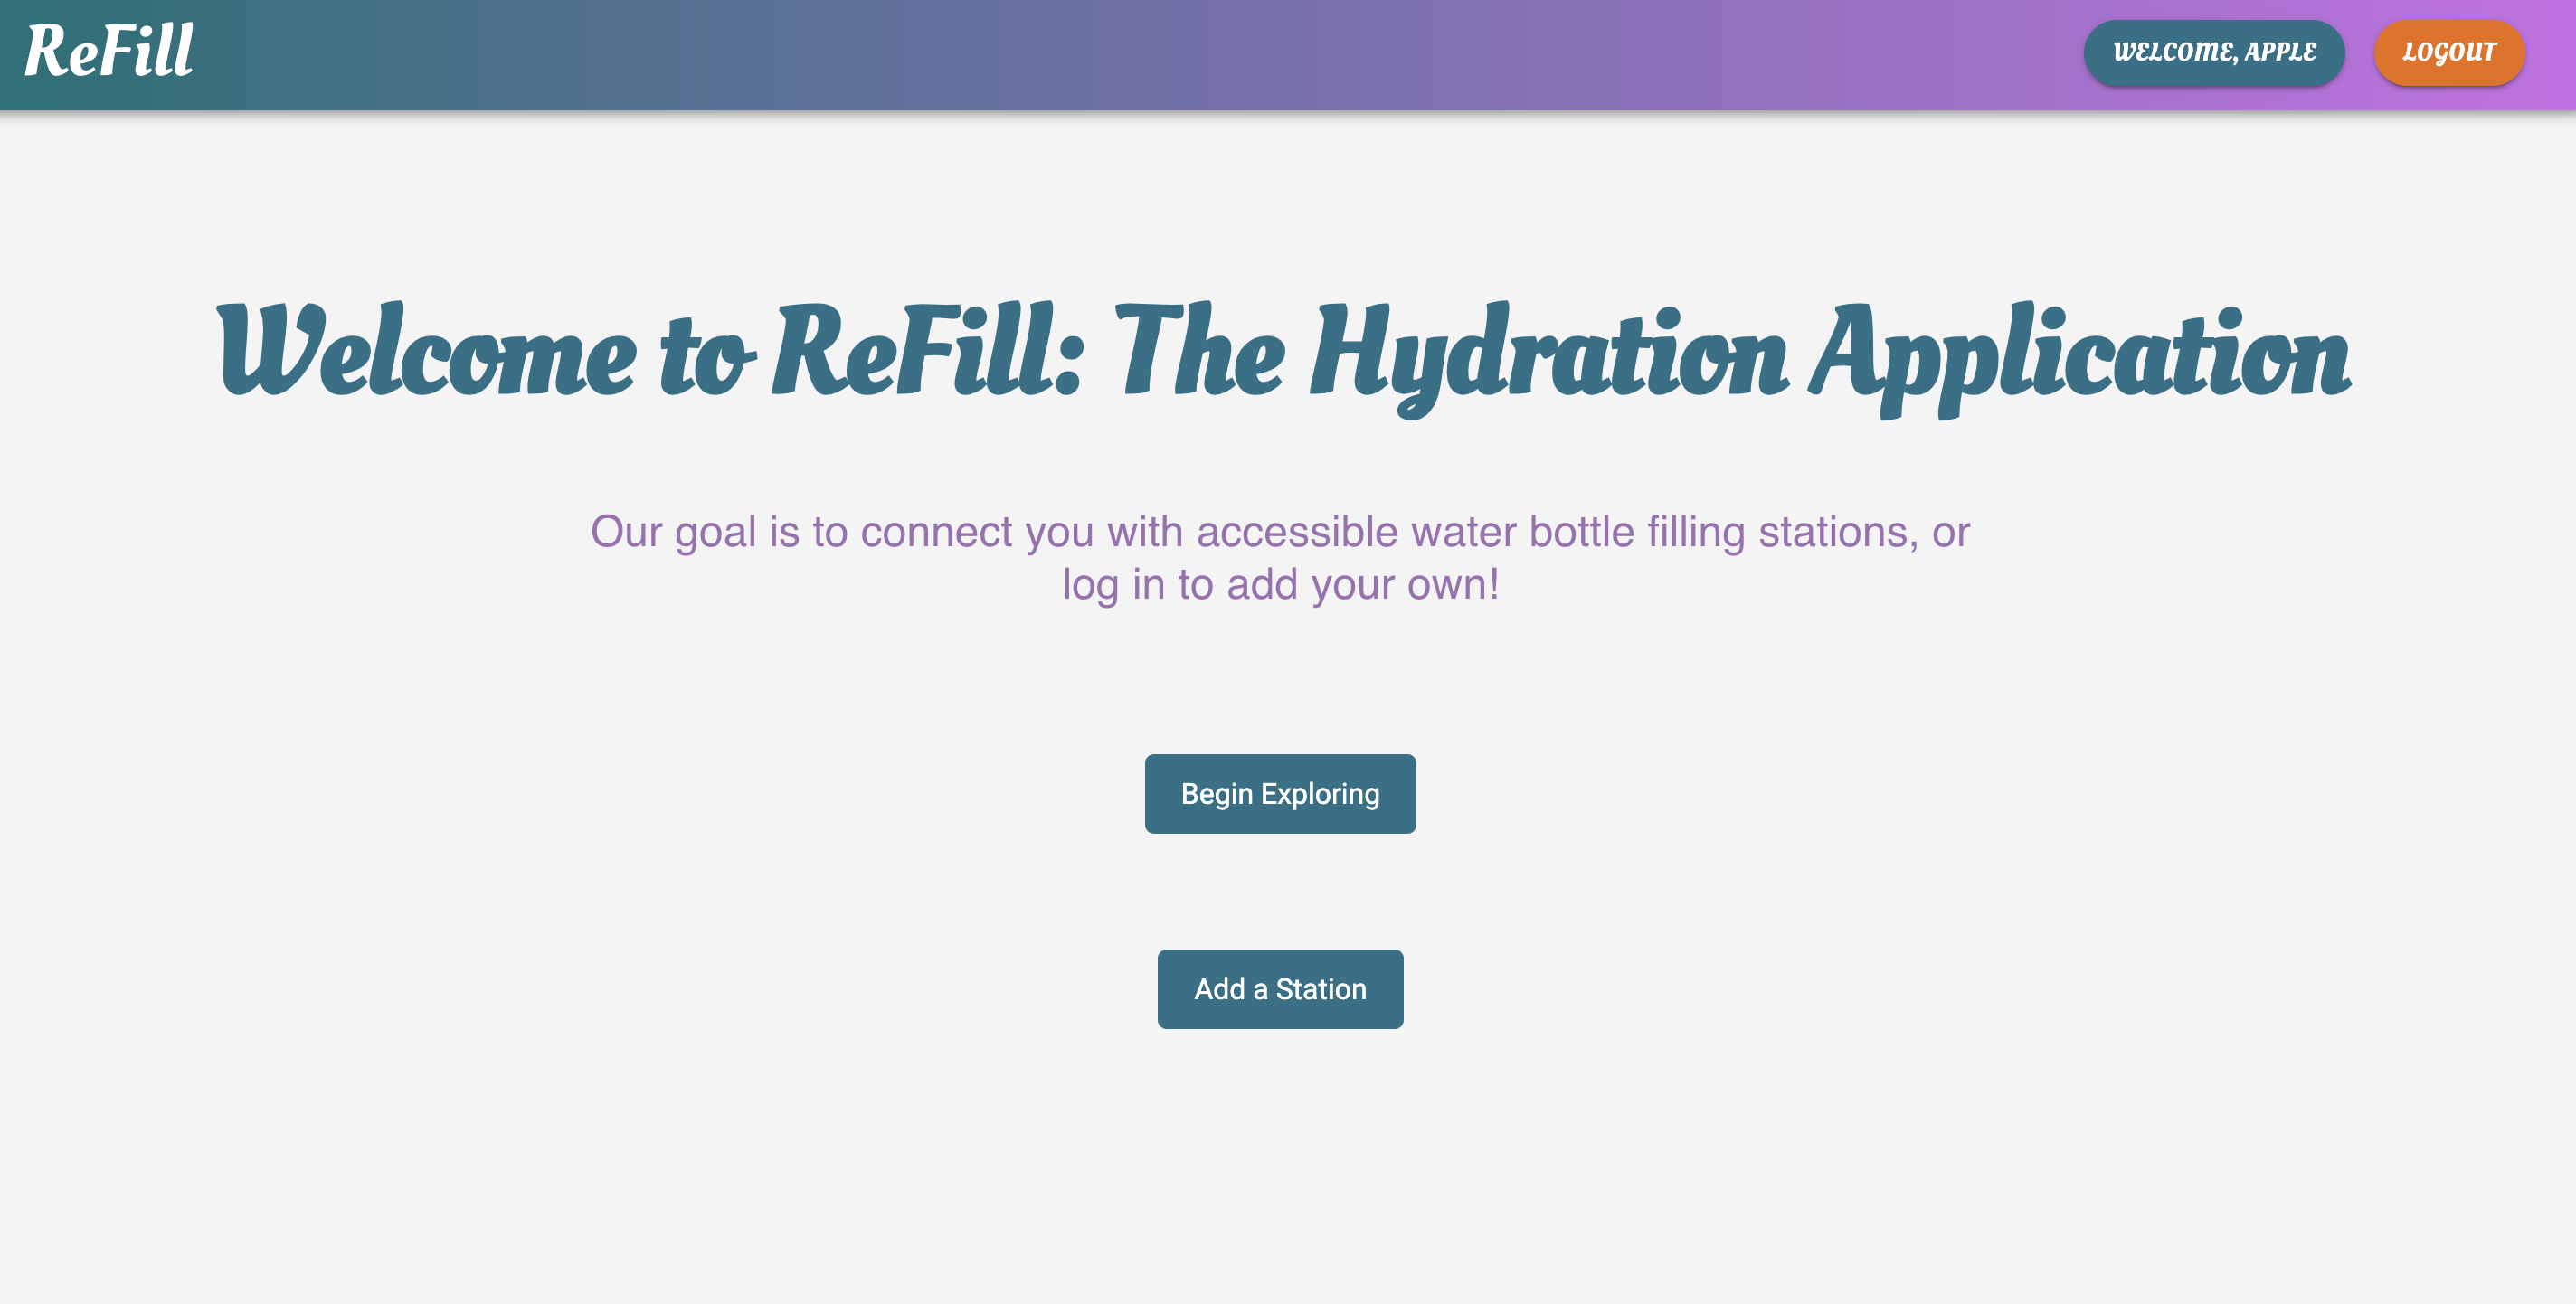 ReFill
WELCOME, APPLE
LOGOUT
Welcome to ReFill: The Hydration Application
Our goal is to connect you with accessible water bottle filling stations, or
log in to add your own!
Begin Exploring
Add a Station